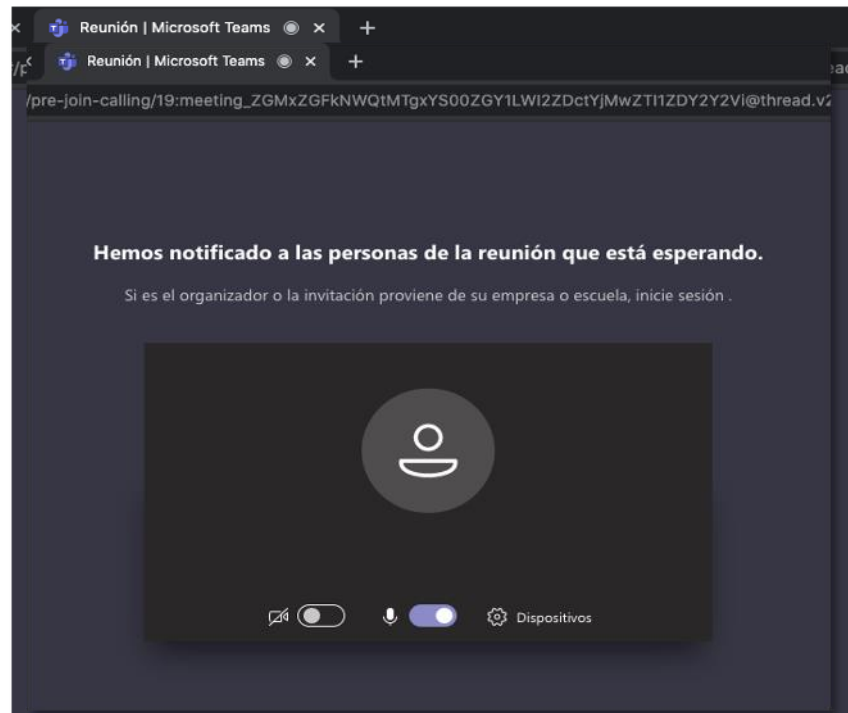 Reunión | Microsoft Teams
Reunión | Microsoft Teams
/pre-join-calling/19:meeting_ZGMxZGFkNWQtMTgxYS00ZGY1LWI2ZDctYjMwZTI1ZDY2Y2Vi@thread.v2
Hemos notificado a las personas de la reunión que está esperando.
Si es el organizador o la invitación proviene de su empresa o escuela, inicie sesión .
Dispositivos